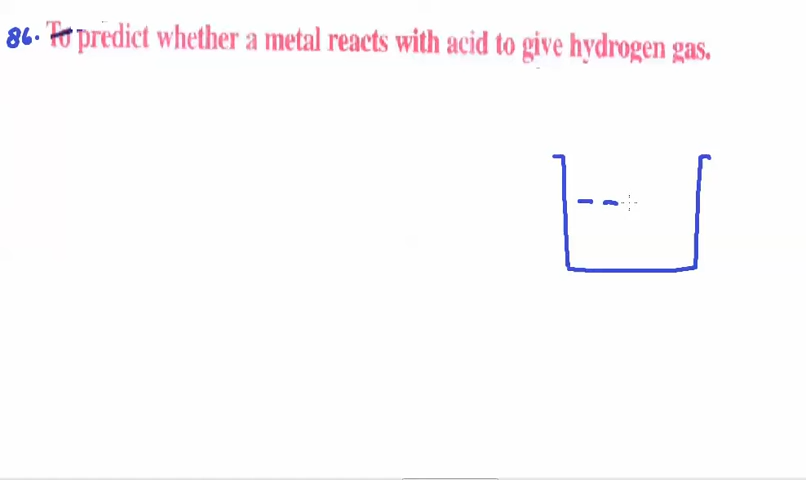 86. To predict whether a metal reacts with acid to give hydrogen gas.